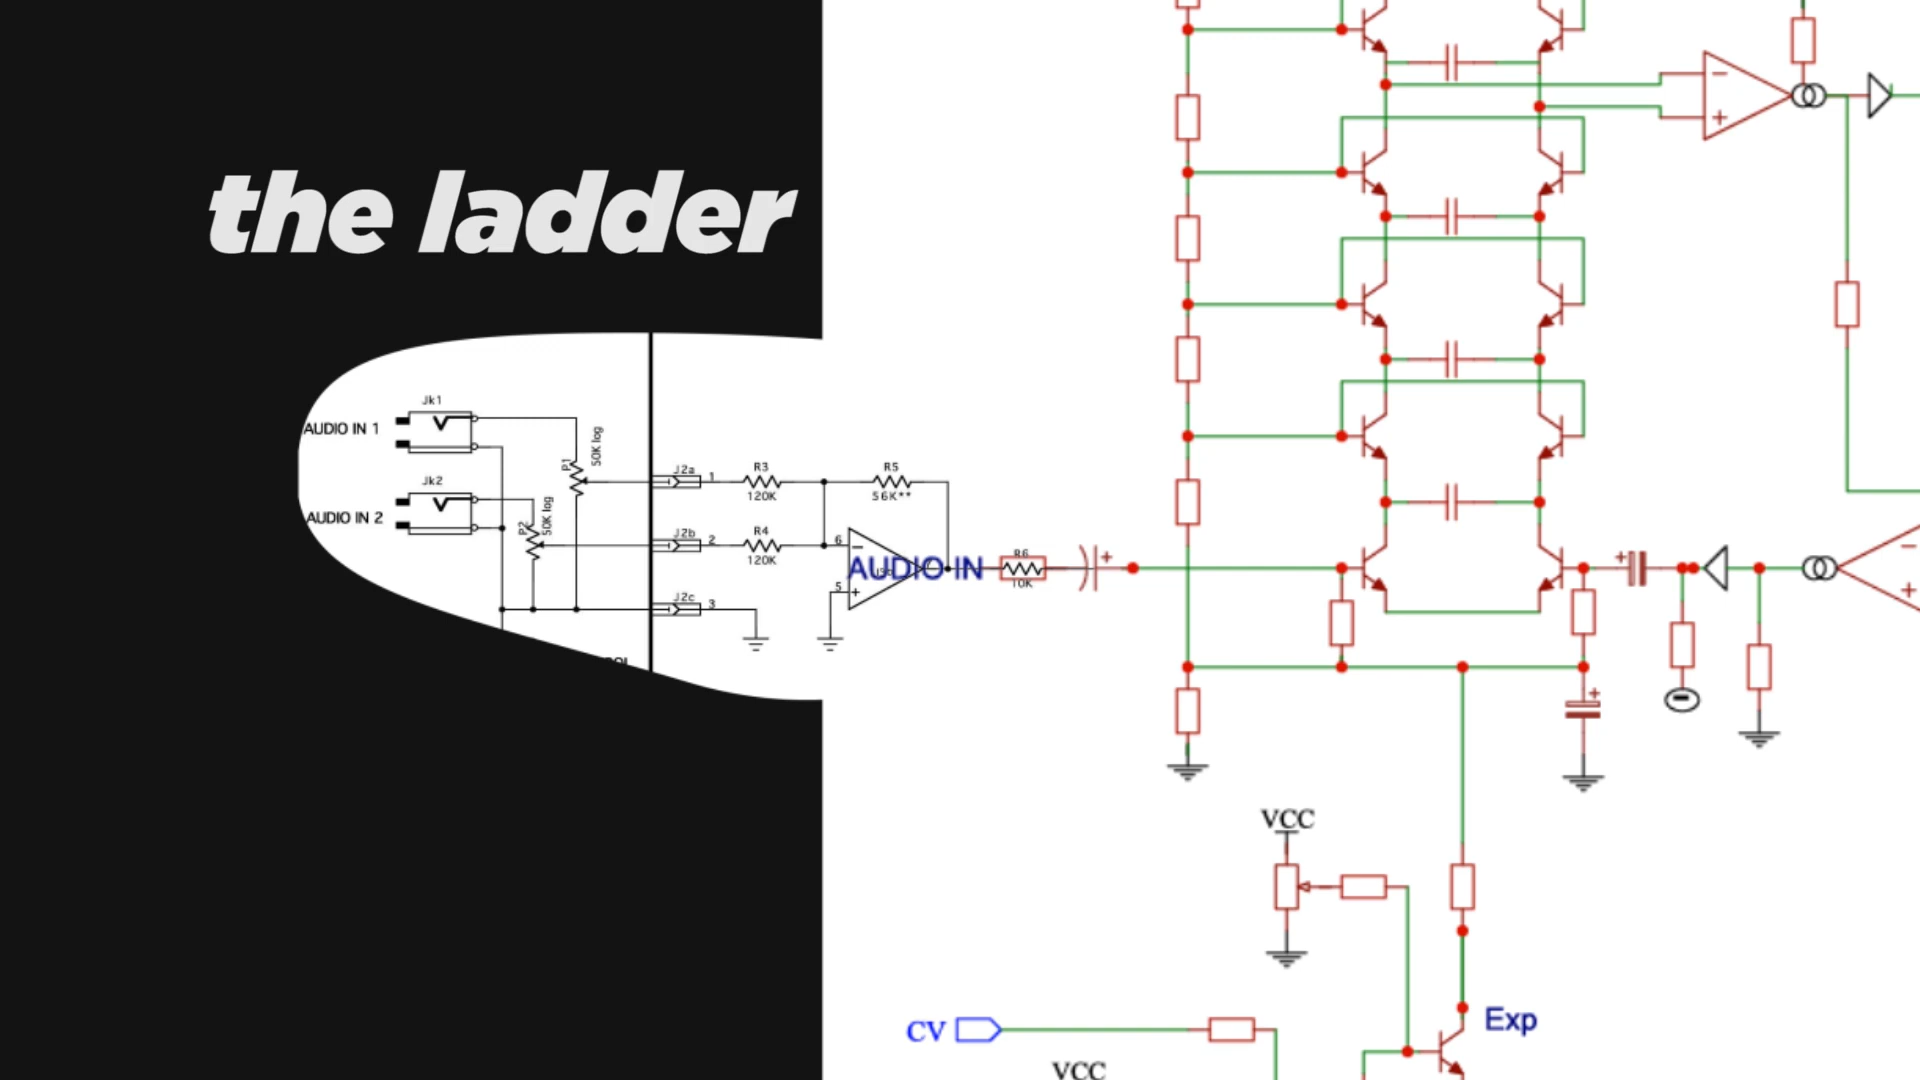 the ladder
Jk1
AUDIO IN 1
P1
50K log
Jk2
AUDIO IN 2
P2
50K log
J2a
1
R3
120K
R5
56K**
J2b
2
R4
120K
6
−
5
+
AUDIO IN
R6
10K
+
J2c
3
−
+
+
+
−
−
+
VCC
CV
Exp
VCC